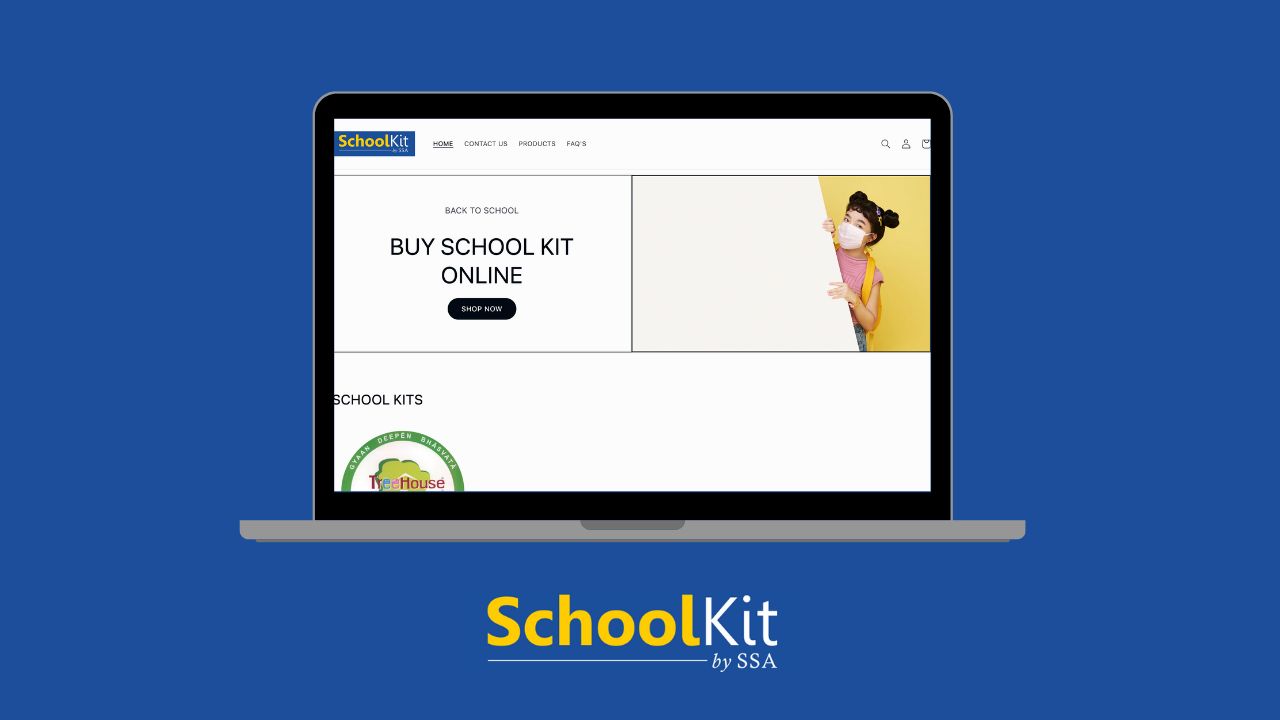 SchoolKit
by SSA
HOME CONTACT US PRODUCTS FAQ'S
BACK TO SCHOOL
BUY SCHOOL KIT
ONLINE
SHOP NOW
SCHOOL KITS
GYAAN DEEPEN BHASVATA
TreeHouse
SchoolKit
by SSA